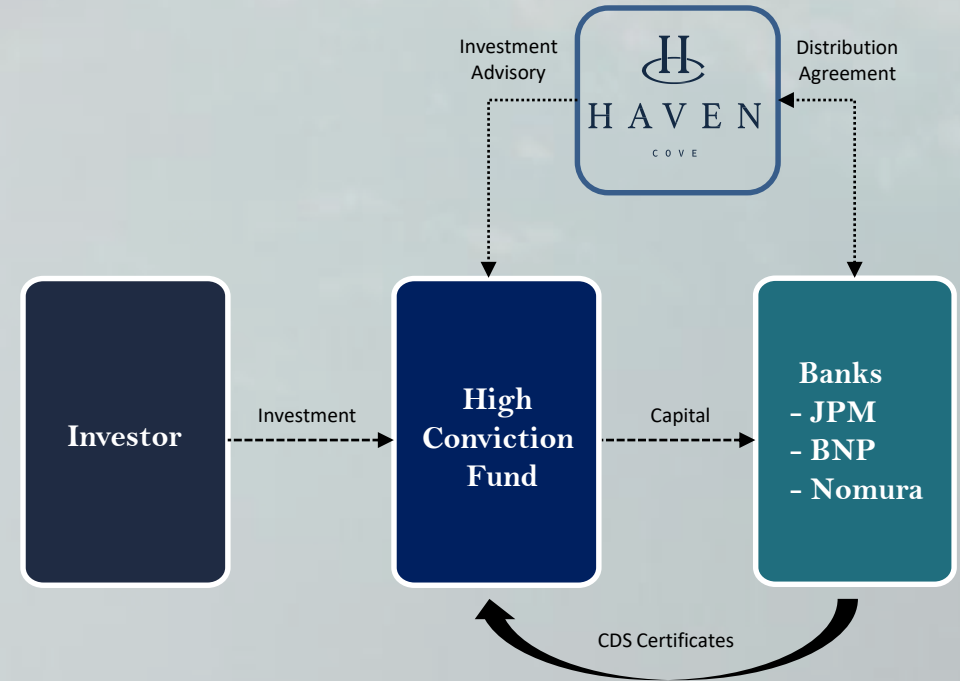 Investment
Advisory
H
HAVEN
COVE
Distribution
Agreement
Investor
Investment
High
Conviction
Fund
Capital
Banks
- JPM
- BNP
- Nomura
CDS Certificates